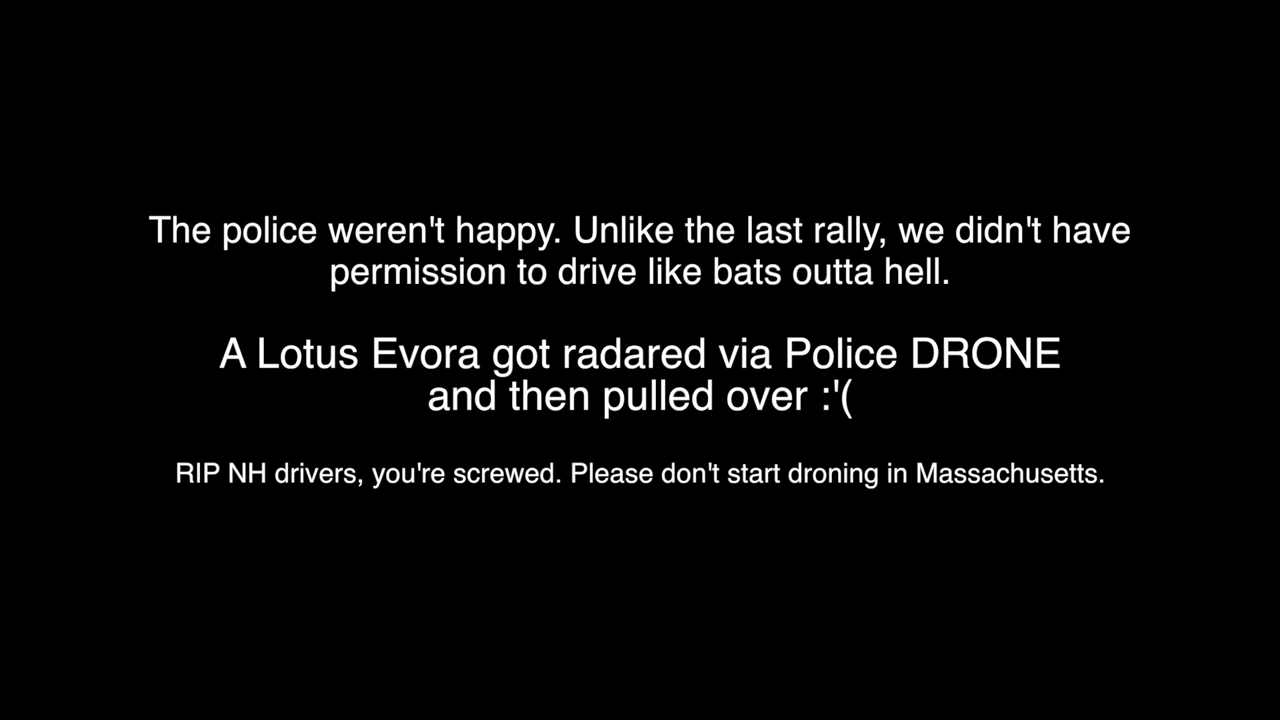 The police weren't happy. Unlike the last rally, we didn't have
permission to drive like bats outta hell.
A Lotus Evora got radared via Police DRONE
and then pulled over :'(
RIP NH drivers, you're screwed. Please don't start droning in Massachusetts.